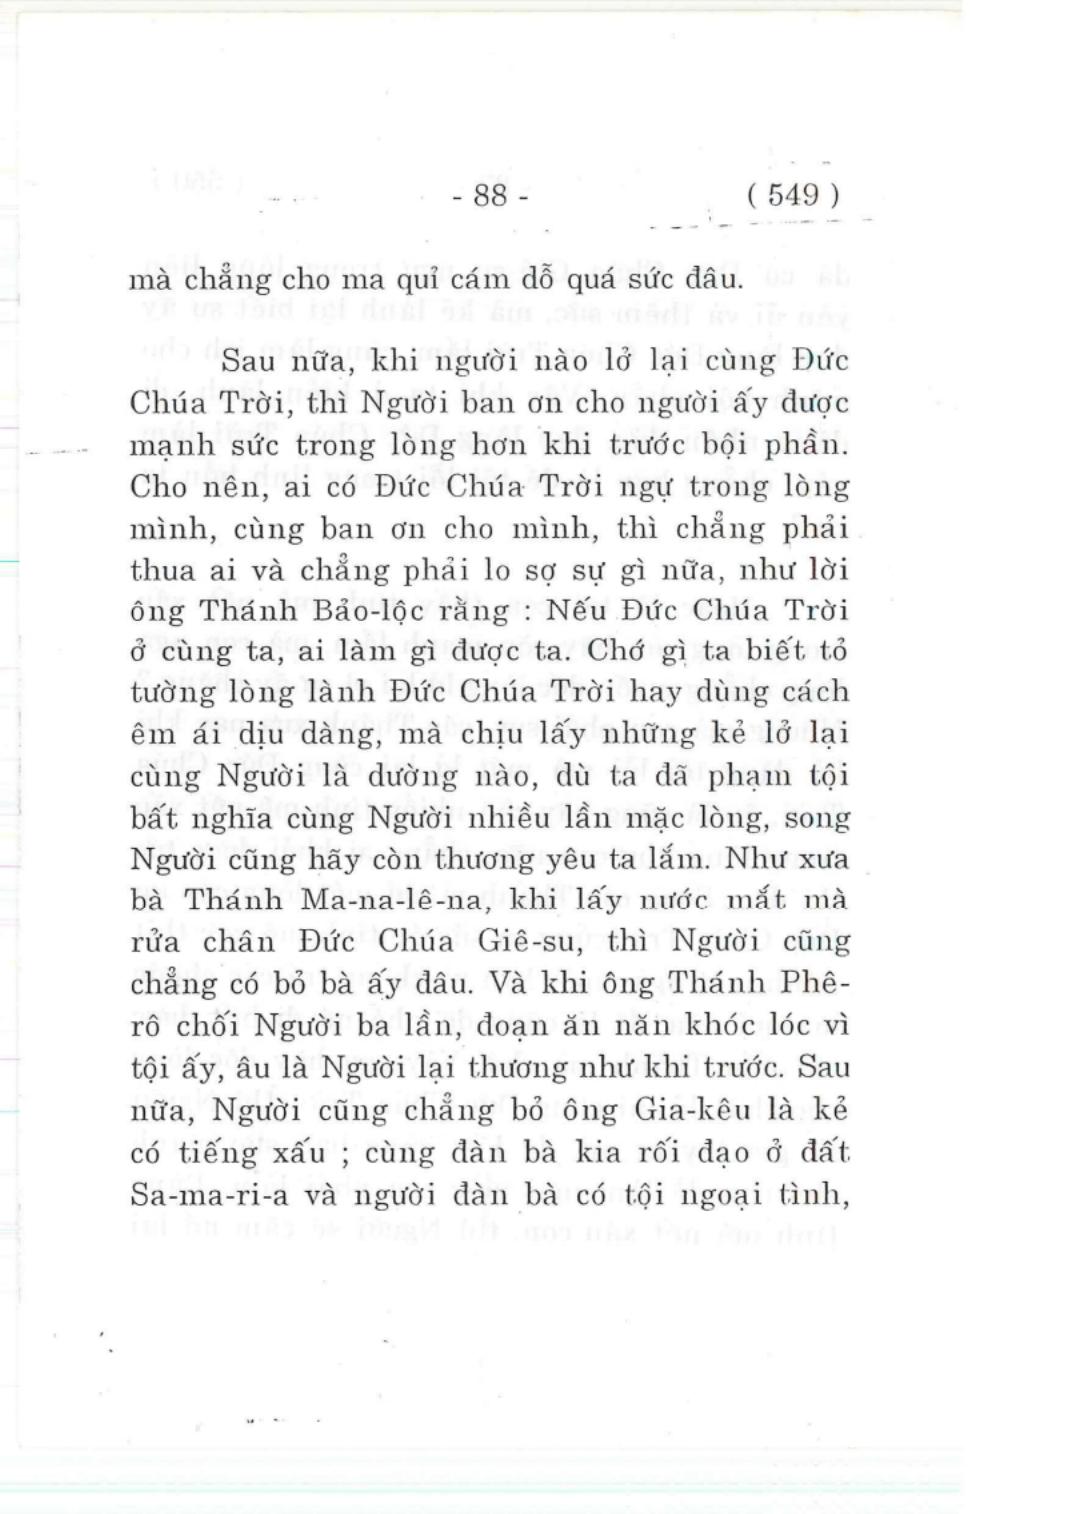 - 88 - ( 549 )
mà chẳng cho ma quỉ cám dỗ quá sức đâu.
Sau nữa, khi người nào lở lại cùng Đức
Chúa Trời, thì Người ban ơn cho người ấy được
mạnh sức trong lòng hơn khi trước bội phần.
Cho nên, ai có Đức Chúa Trời ngự trong lòng
mình, cùng ban ơn cho mình, thì chẳng phải
thua ai và chẳng phải lo sợ sự gì nữa, như lời
ông Thánh Bảo-lộc rằng : Nếu Đức Chúa Trời
ở cùng ta, ai làm gì được ta. Chớ gì ta biết tỏ
tường lòng lành Đức Chúa Trời hay dùng cách
êm ái dịu dàng, mà chịu lấy những kẻ lở lại
cùng Người là dường nào, dù ta đã phạm tội
bất nghĩa cùng Người nhiều lần mặc lòng, song
Người cũng hãy còn thương yêu ta lắm. Như xưa
bà Thánh Ma-na-lê-na, khi lấy nước mắt mà
rửa chân Đức Chúa Giê-su, thì Người cũng
chẳng có bỏ bà ấy đâu. Và khi ông Thánh Phê-
rô chối Người ba lần, đoạn ăn năn khóc lóc vì
tội ấy, âu là Người lại thương như khi trước. Sau
nữa, Người cũng chẳng bỏ ông Gia-kêu là kẻ
có tiếng xấu ; cùng đàn bà kia rối đạo ở đất
Sa-ma-ri-a và người đàn bà có tội ngoại tình,